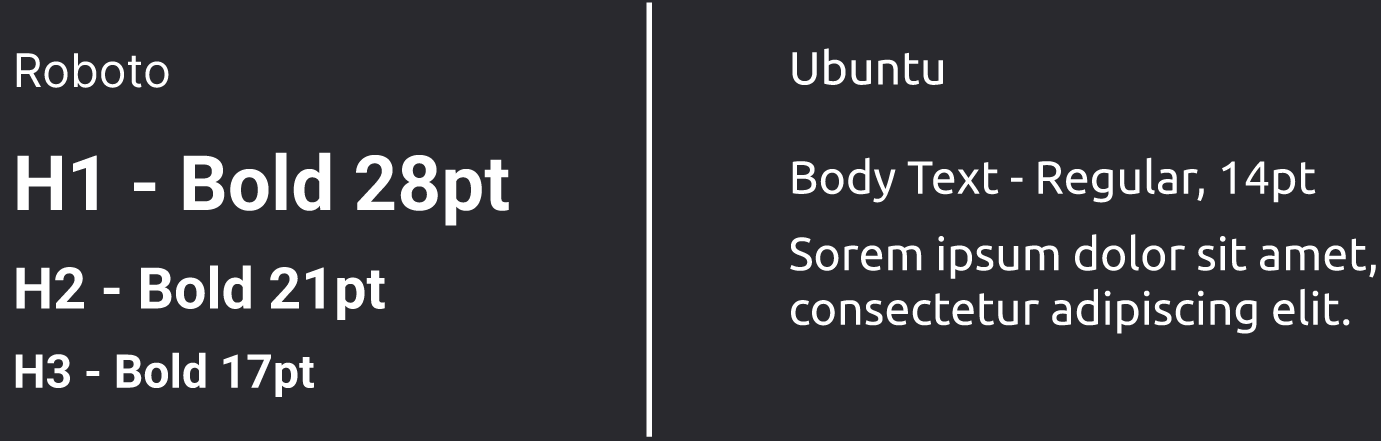 Roboto
H1 - Bold 28pt
H2 - Bold 21pt
H3 - Bold 17pt
Ubuntu
Body Text - Regular, 14pt
Sorem ipsum dolor sit amet,
consectetur adipiscing elit.